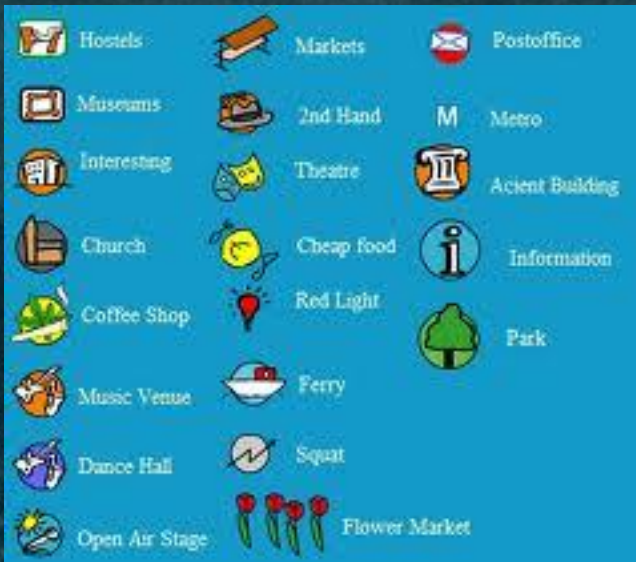 Hostels
Museums
Interesting
Church
Coffee Shop
Music Venue
Dance Hall
Open Air Stage
Markets
2nd Hand
Theatre
Cheap food
Red Light
Ferry
Squat
Flower Market
Postoffice
M Metro
Acient Building
i Information
Park